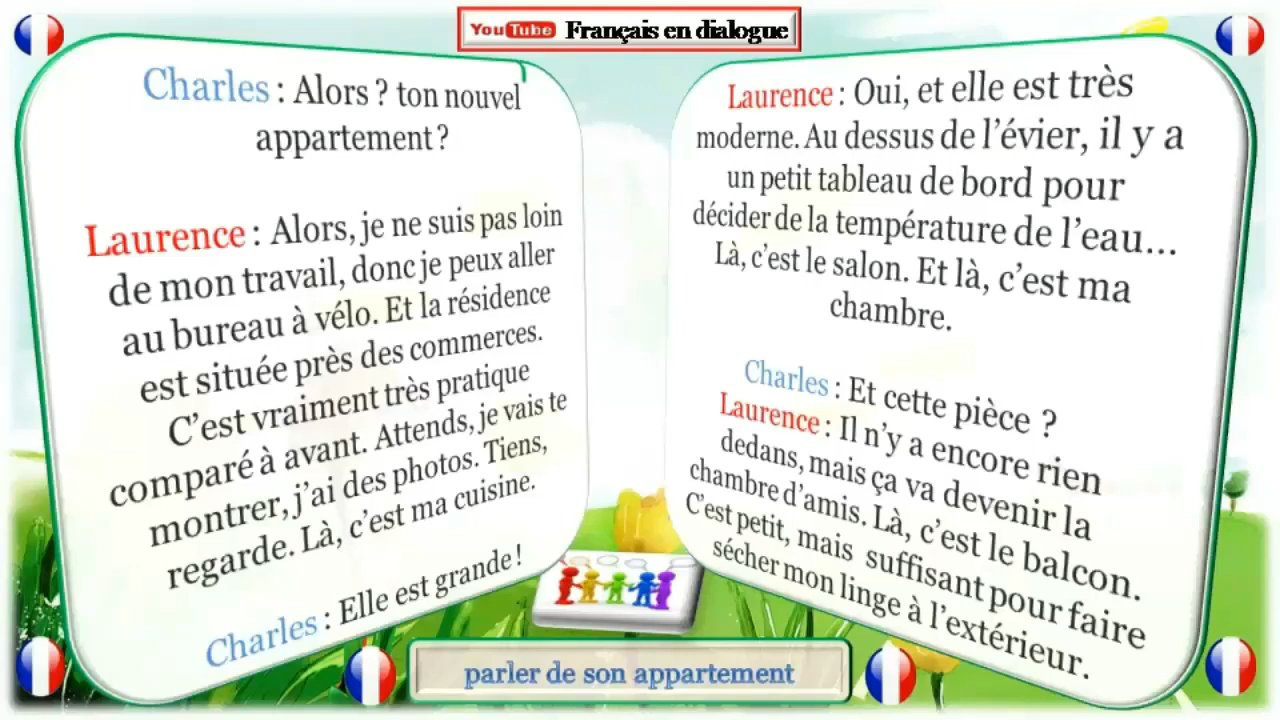 YouTube Français en dialogue
Charles : Alors ? ton nouvel
appartement ?
Laurence : Alors, je ne suis pas loin
de mon travail, donc je peux aller
au bureau à vélo. Et la résidence
est située près des commerces.
C'est vraiment très pratique
comparé à avant. Attends, je vais te
montrer, j'ai des photos. Tiens,
regarde. Là, c'est ma cuisine.
Charles : Elle est grande !
Laurence : Oui, et elle est très
moderne. Au dessus de l'évier, il y a
un petit tableau de bord pour
décider de la température de l'eau...
Là, c'est le salon. Et là, c'est ma
chambre.
Charles : Et cette pièce ?
Laurence : Il n'y a encore rien
dedans, mais ça va devenir la
chambre d'amis. Là, c'est le balcon.
C'est petit, mais suffisant pour faire
sécher mon linge à l'extérieur.
parler de son appartement